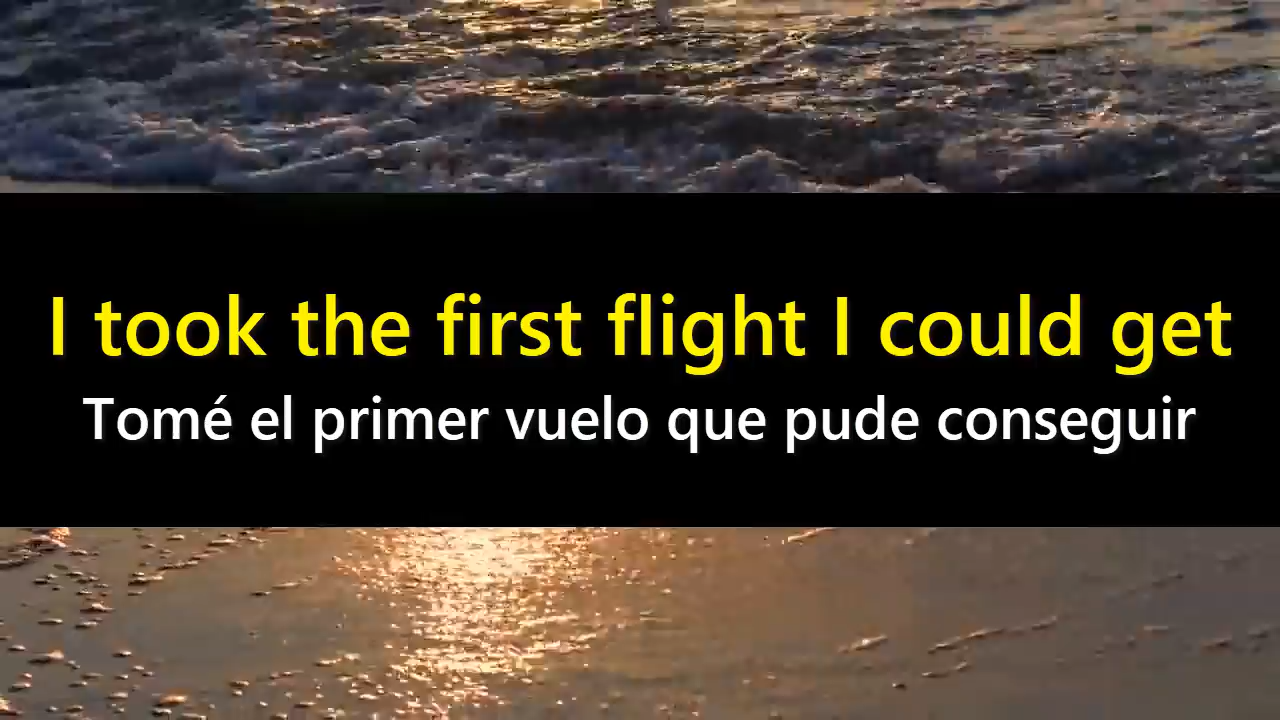 I took the first flight I could get
Tomé el primer vuelo que pude conseguir